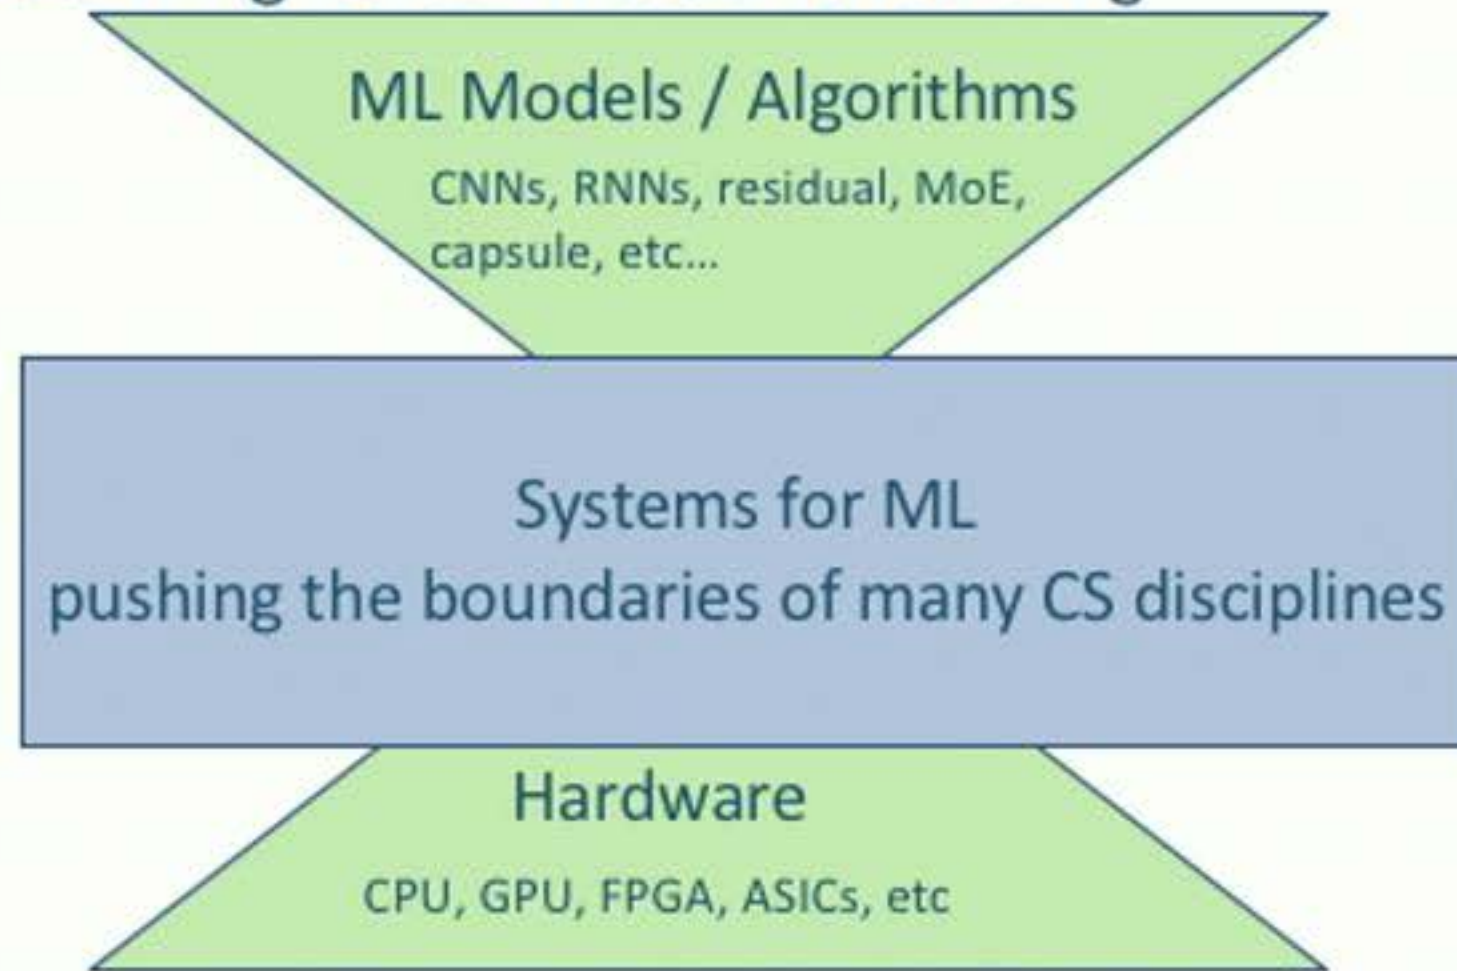 ML Models / Algorithms
CNNs, RNNs, residual, MoE,
capsule, etc...
Systems for ML
pushing the boundaries of many CS disciplines
Hardware
CPU, GPU, FPGA, ASICs, etc